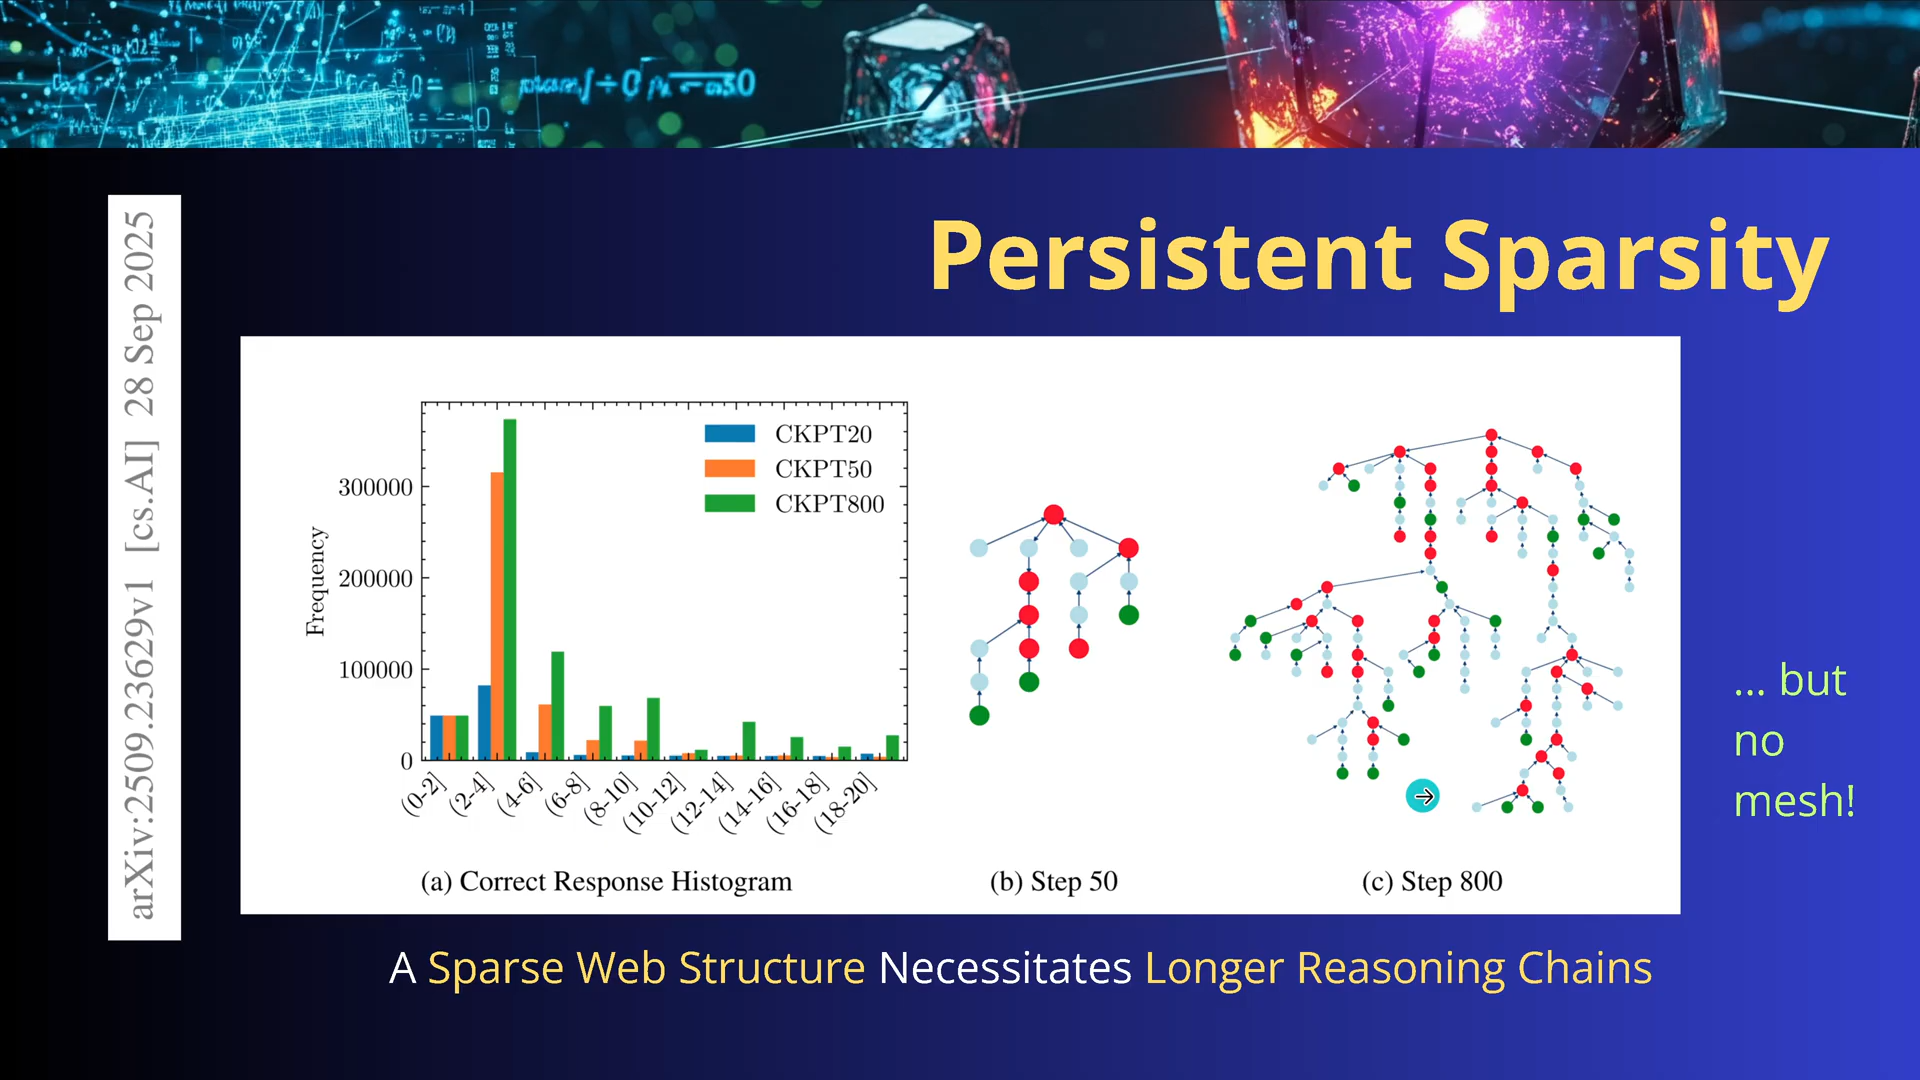 Persistent Sparsity
arXiv:2509.23629v1 [cs.AI] 28 Sep 2025
Frequency
300000
200000
100000
0
CKPT20
CKPT50
CKPT800
(0-2]
(2-4]
(4-6]
(6-8]
(8-10]
(10-12]
(12-14]
(14-16]
(16-18]
(18-20]
(a) Correct Response Histogram
(b) Step 50
(c) Step 800
... but
no
mesh!
A Sparse Web Structure Necessitates Longer Reasoning Chains